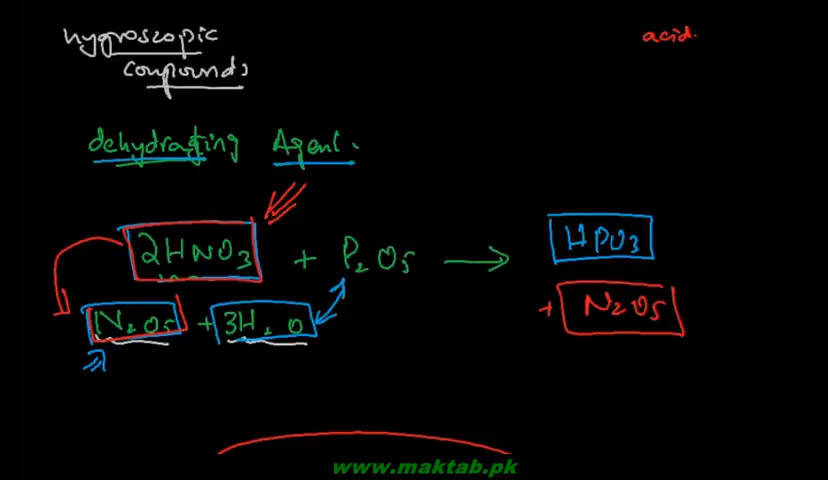 hygroscopic acid.
compounds
dehydrating Agent.
2HNO3 + P2O5 → HPO3
N2O5 + 3H2O + N2O5
www.maktab.pk